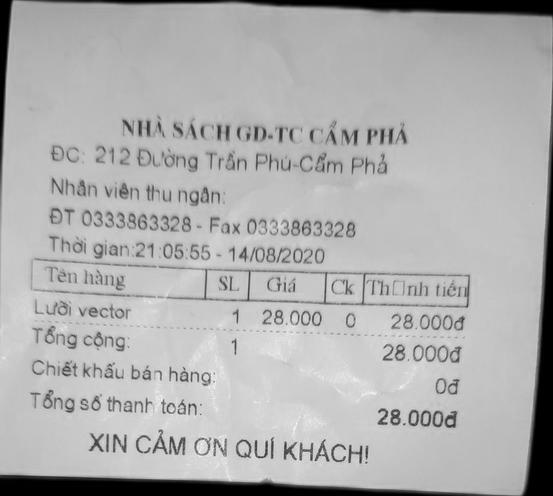 NHÀ SÁCH GD-TC CẨM PHẢ
ĐC: 212 Đường Trần Phú-Cẩm Phả
Nhân viên thu ngân:
ĐT 0333863328 - Fax 0333863328
Thời gian:21:05:55 - 14/08/2020
Tên hàng SL Giá Ck Th□nh tiền
Lưỡi vector 1 28.000 0 28.000đ
Tổng cộng: 1 28.000đ
Chiết khấu bán hàng: 0đ
Tổng số thanh toán: 28.000đ
XIN CẢM ƠN QUÍ KHÁCH!